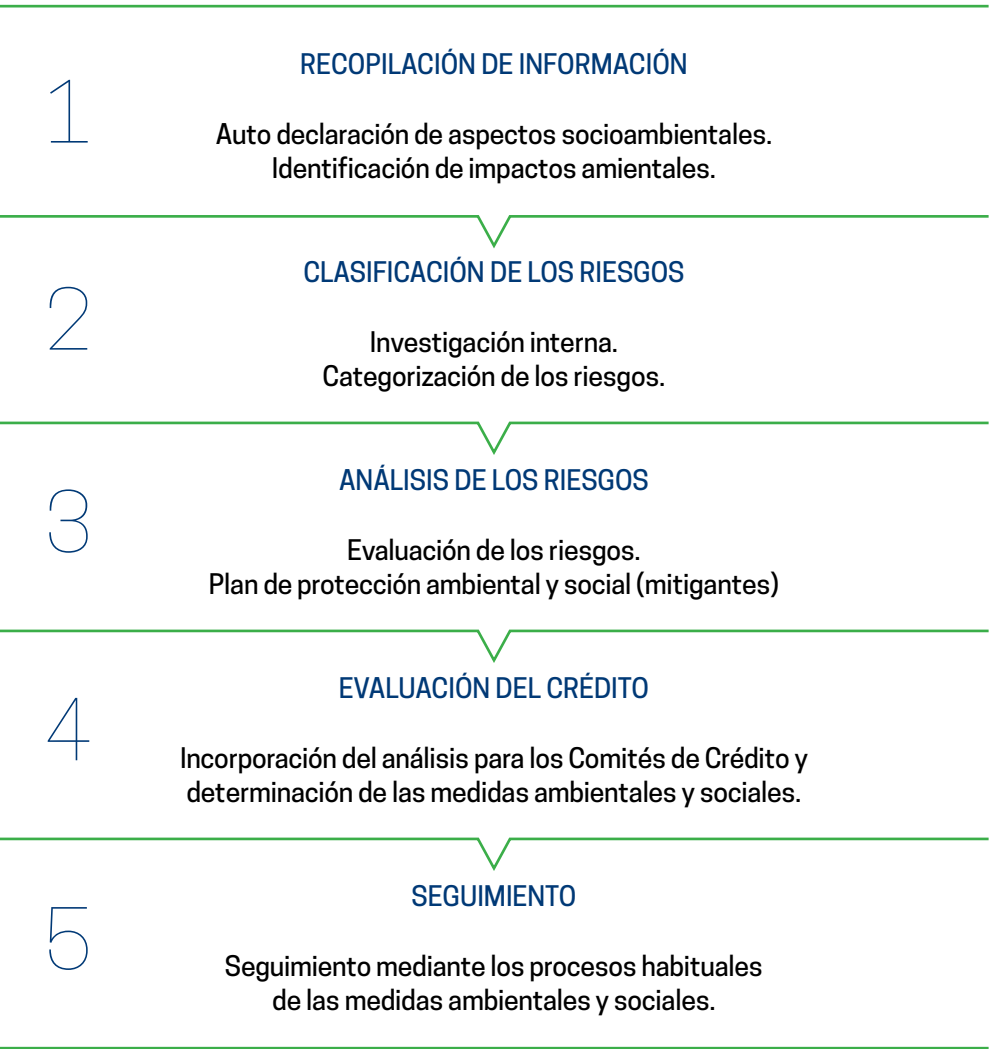 1
RECOPILACIÓN DE INFORMACIÓN
Auto declaración de aspectos socioambientales.
Identificación de impactos amientales.
2
CLASIFICACIÓN DE LOS RIESGOS
Investigación interna.
Categorización de los riesgos.
3
ANÁLISIS DE LOS RIESGOS
Evaluación de los riesgos.
Plan de protección ambiental y social (mitigantes)
4
EVALUACIÓN DEL CRÉDITO
Incorporación del análisis para los Comités de Crédito y
determinación de las medidas ambientales y sociales.
5
SEGUIMIENTO
Seguimiento mediante los procesos habituales
de las medidas ambientales y sociales.